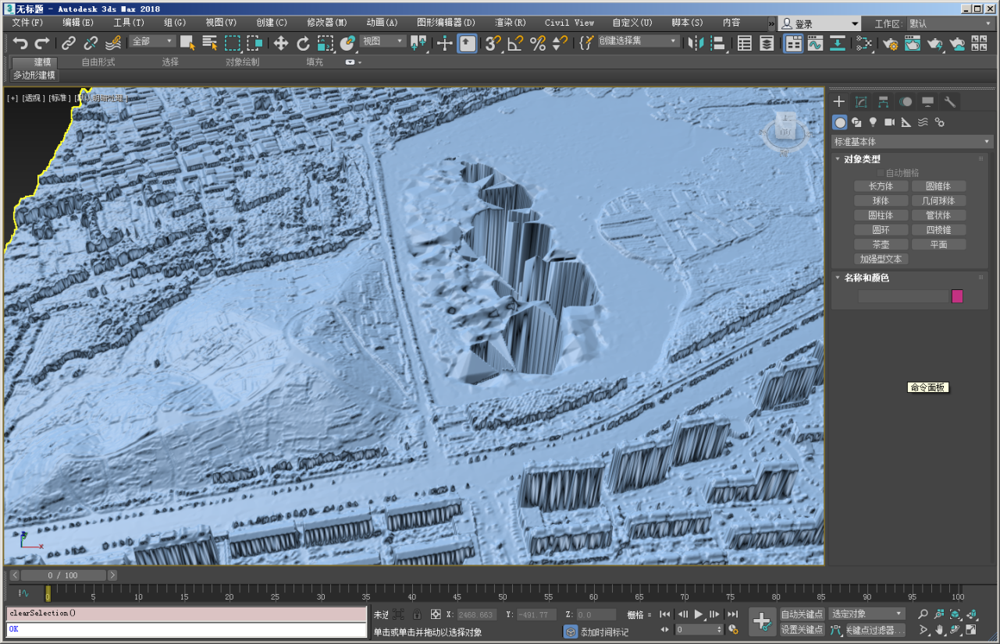 无标题 - Autodesk 3ds Max 2018
文件(F) 编辑(E) 工具(T) 组(G) 视图(V) 创建(C) 修改器(M) 动画(A) 图形编辑器(D) 渲染(R) Civil View 自定义(U) 脚本(S) 内容 » 登录 工作区: 默认
全部 视图 创建选择集
建模 自由形式 选择 对象绘制 填充
多边形建模
[+] [透视] [标准]
标准基本体
对象类型
自动栅格
长方体 圆锥体
球体 几何球体
圆柱体 管状体
圆环 四棱锥
茶壶 平面
加强型文本
名称和颜色
命令面板
0 / 100
0 5 10 15 20 25 30 35 40 45 50 55 60 65 70 75 80 85 90 95 100
clearSelection()
OK
X: 2468.663 Y: -491.77 Z: 0.0 栅格 =
单击或单击并拖动以选择对象 添加时间标记
0
自动关键点 选定对象
设置关键点 关键点过滤器...